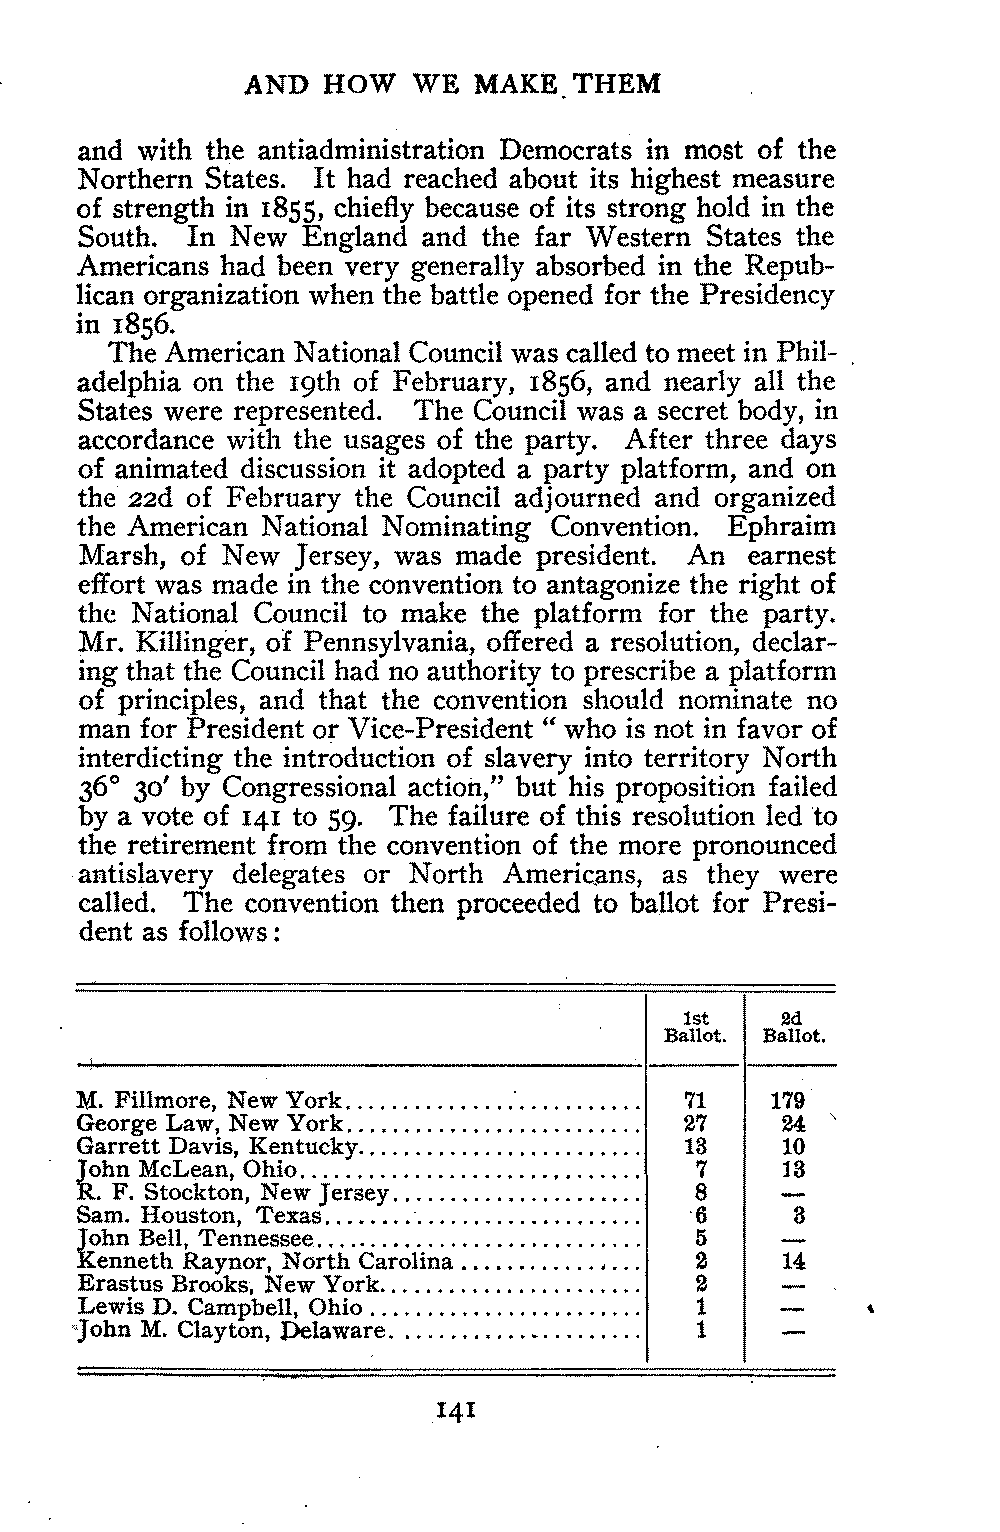 AND HOW WE MAKE THEM
and with the antiadministration Democrats in most of the
Northern States. It had reached about its highest measure
of strength in 1855, chiefly because of its strong hold in the
South. In New England and the far Western States the
Americans had been very generally absorbed in the Repub-
lican organization when the battle opened for the Presidency
in 1856.
The American National Council was called to meet in Phil-
adelphia on the 19th of February, 1856, and nearly all the
States were represented. The Council was a secret body, in
accordance with the usages of the party. After three days
of animated discussion it adopted a party platform, and on
the 22d of February the Council adjourned and organized
the American National Nominating Convention. Ephraim
Marsh, of New Jersey, was made president. An earnest
effort was made in the convention to antagonize the right of
the National Council to make the platform for the party.
Mr. Killinger, of Pennsylvania, offered a resolution, declar-
ing that the Council had no authority to prescribe a platform
of principles, and that the convention should nominate no
man for President or Vice-President “ who is not in favor of
interdicting the introduction of slavery into territory North
36° 30′ by Congressional action,” but his proposition failed
by a vote of 141 to 59. The failure of this resolution led to
the retirement from the convention of the more pronounced
antislavery delegates or North Americans, as they were
called. The convention then proceeded to ballot for Presi-
dent as follows:
1st Ballot. 2d Ballot.
M. Fillmore, New York.......................... 71 179
George Law, New York.......................... 27 24
Garrett Davis, Kentucky......................... 13 10
John McLean, Ohio.............................. 7 13
R. F. Stockton, New Jersey...................... 8 —
Sam. Houston, Texas............................ 6 3
John Bell, Tennessee............................. 5 —
Kenneth Raynor, North Carolina ................ 2 14
Erastus Brooks, New York....................... 2 —
Lewis D. Campbell, Ohio ........................ 1 —
John M. Clayton, Delaware...................... 1 —
141